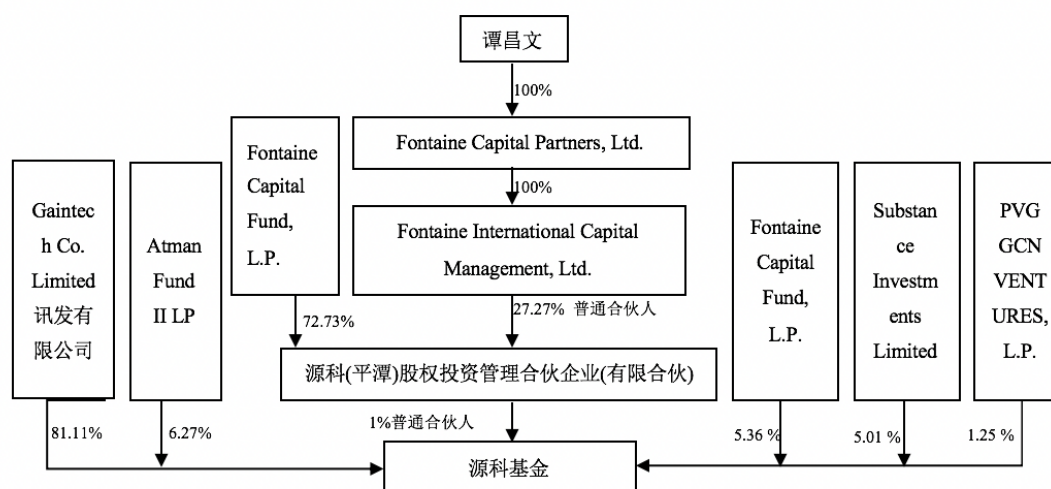 谭昌文
100%
Fontaine Capital Partners, Ltd.
100%
Fontaine International Capital
Management, Ltd.
27.27% 普通合伙人
Fontaine
Capital
Fund,
L.P.
72.73%
源科(平潭)股权投资管理合伙企业(有限合伙)
1%普通合伙人
Gaintec
h Co.
Limited
讯发有
限公司
81.11%
Atman
Fund
II LP
6.27%
Fontaine
Capital
Fund,
L.P.
5.36 %
Substan
ce
Investm
ents
Limited
5.01 %
PVG
GCN
VENT
URES,
L.P.
1.25 %
源科基金